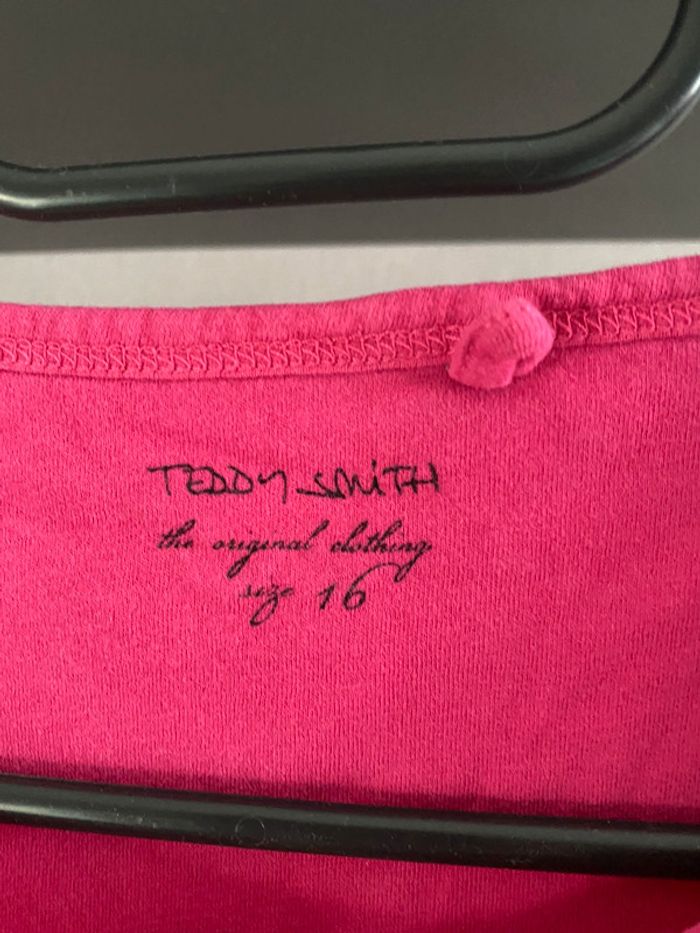 TEDDY SMiTH
the original clothing
size 16